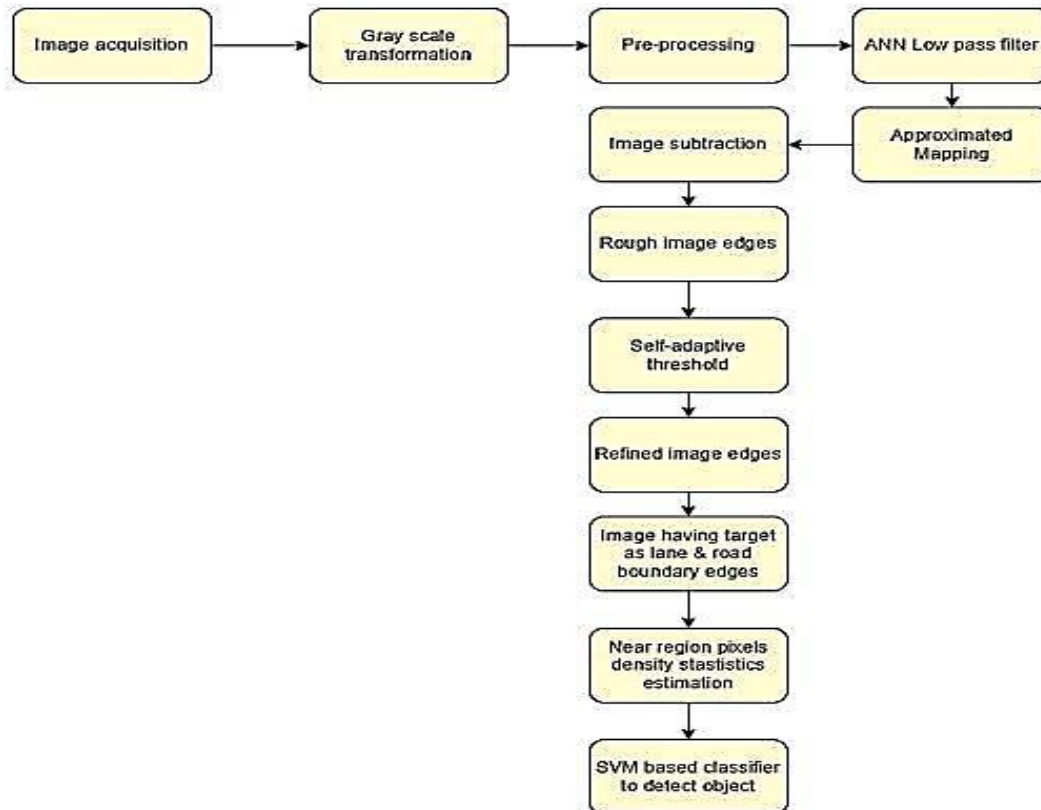 Image acquisition
Gray scale
transformation
Pre-processing
ANN Low pass filter
Approximated
Mapping
Image subtraction
Rough image edges
Self-adaptive
threshold
Refined image edges
Image having target
as lane & road
boundary edges
Near region pixels
density stastistics
estimation
SVM based classifier
to detect object